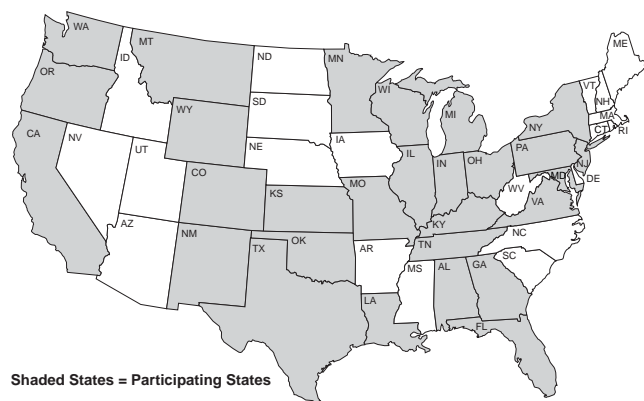 WA
OR
CA
ID
NV
MT
WY
UT
AZ
CO
NM
ND
SD
NE
KS
OK
TX
MN
IA
MO
AR
LA
WI
IL
MI
IN
OH
KY
TN
MS
AL
GA
FL
SC
NC
VA
WV
MD
DE
NJ
PA
NY
CT
RI
MA
VT
NH
ME
Shaded States = Participating States